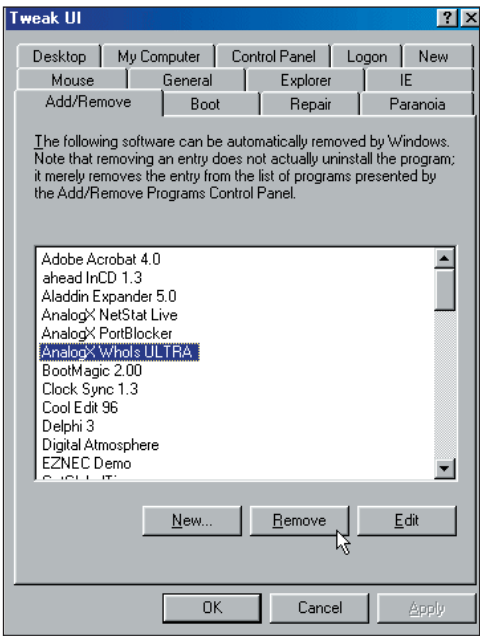 Tweak UI
Desktop My Computer Control Panel Logon New
Mouse General Explorer IE
Add/Remove Boot Repair Paranoia
The following software can be automatically removed by Windows.
Note that removing an entry does not actually uninstall the program;
it merely removes the entry from the list of programs presented by
the Add/Remove Programs Control Panel.
Adobe Acrobat 4.0
ahead InCD 1.3
Aladdin Expander 5.0
AnalogX NetStat Live
AnalogX PortBlocker
AnalogX WhoIs ULTRA
BootMagic 2.00
Clock Sync 1.3
Cool Edit 96
Delphi 3
Digital Atmosphere
EZNEC Demo
New... Remove Edit
OK Cancel Apply